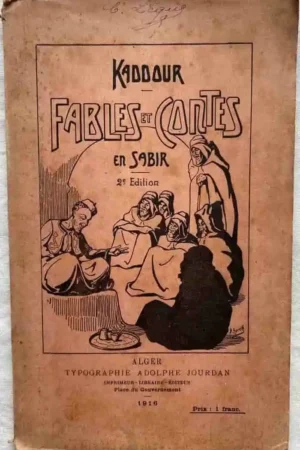 KADDOUR
FABLES ET CONTES
EN SABIR
2e Edition
ALGER
TYPOGRAPHIE ADOLPHE JOURDAN
IMPRIMEUR-LIBRAIRE-ÉDITEUR
Place du Gouvernement
1916
Prix : 1 franc.